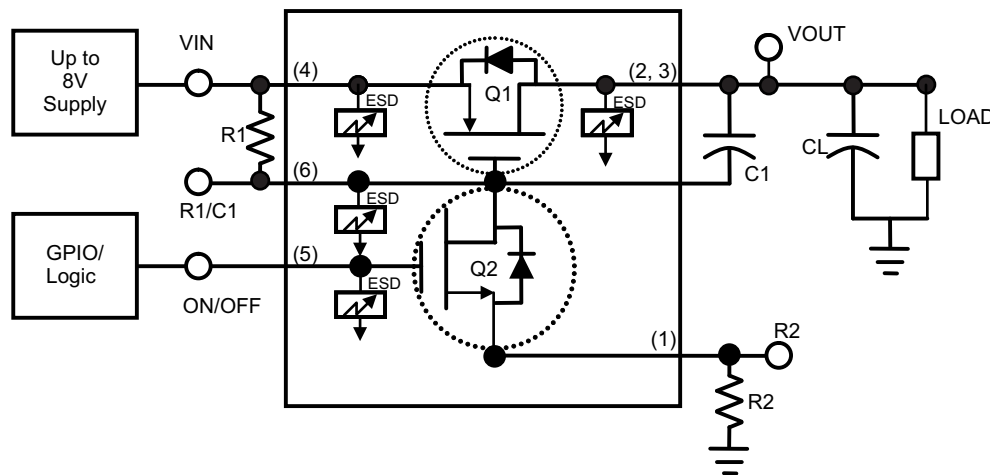 Up to
8V
Supply
VIN
(4)
ESD
Q1
ESD
(2, 3)
VOUT
R1
C1
CL
LOAD
R1/C1
(6)
ESD
GPIO/
Logic
(5)
ESD
Q2
ON/OFF
(1)
R2
R2